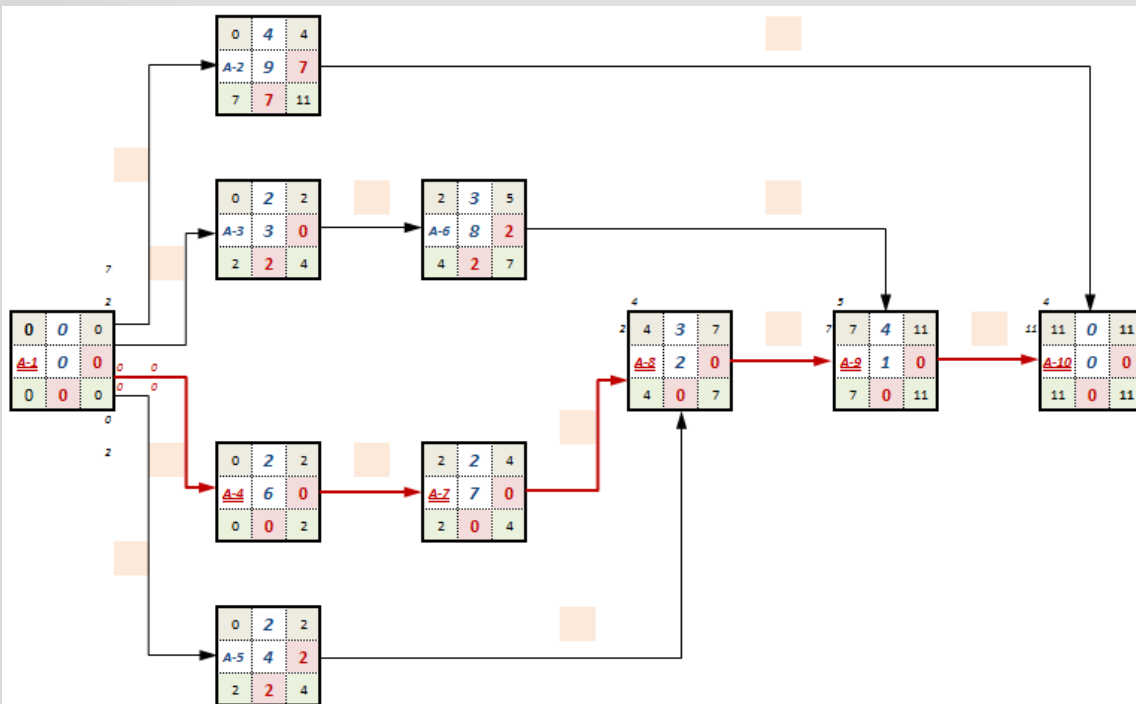 0 4 4
A-2 9 7
7 7 11
0 2 2
A-3 3 0
2 2 4
2 3 5
A-6 8 2
4 2 7
7
2
0 0 0
A-1 0 0
0 0 0
0 0
0 0
0
2
4
2
4 3 7
A-8 2 0
4 0 7
5
7
7 4 11
A-9 1 0
7 0 11
4
11
11 0 11
A-10 0 0
11 0 11
0 2 2
A-4 6 0
0 0 2
2 2 4
A-7 7 0
2 0 4
0 2 2
A-5 4 2
2 2 4